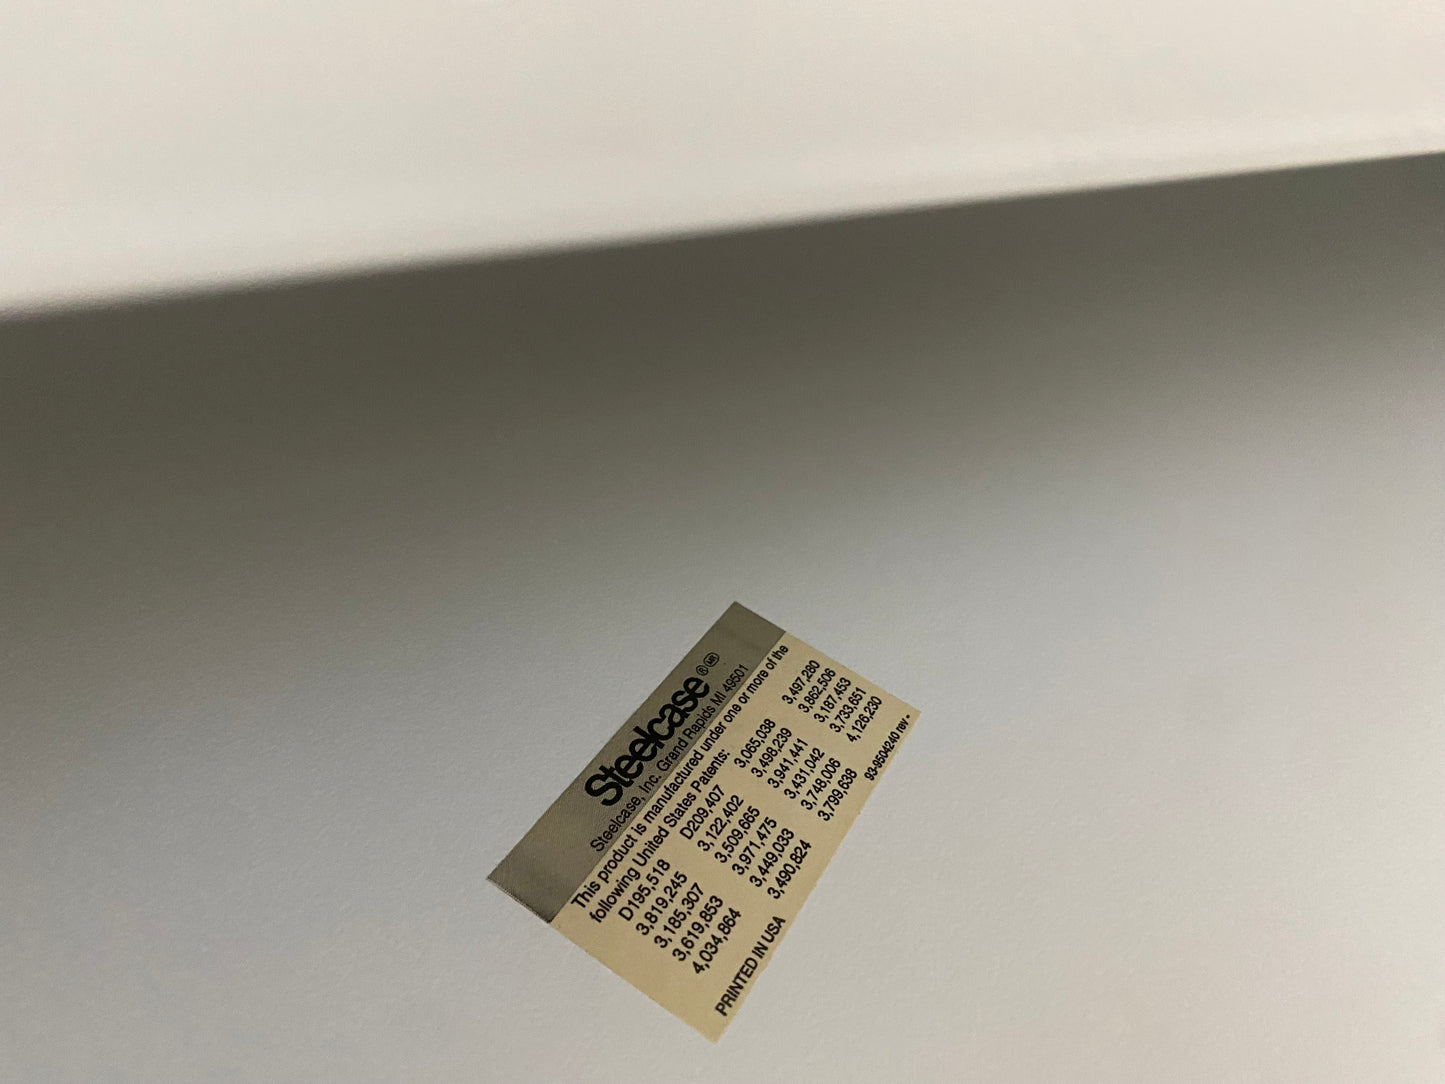 Steelcase ® MR
Steelcase, Inc. Grand Rapids MI 49501
This product is manufactured under one or more of the
following United States Patents:
D195,518 D209,407 3,065,038 3,497,280
3,819,245 3,122,402 3,498,239 3,862,506
3,185,307 3,509,665 3,941,441 3,187,453
3,619,853 3,971,475 3,431,042 3,733,651
4,034,864 3,449,033 3,748,006 4,126,230
3,490,824 3,799,638
PRINTED IN USA 93-9504240 rev -